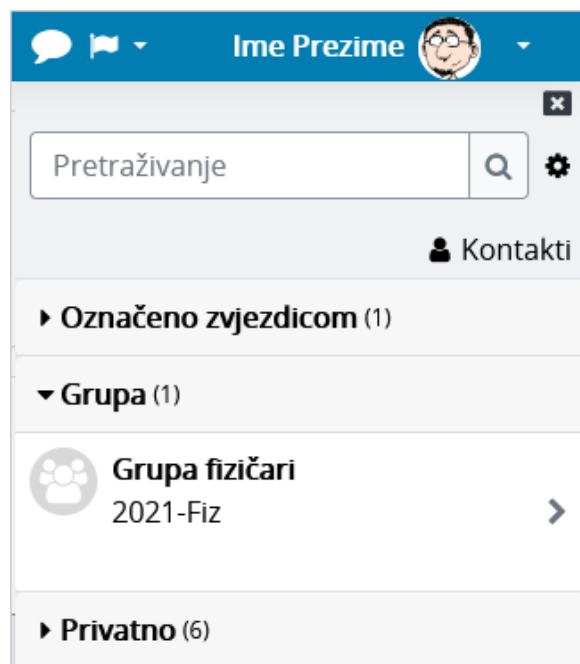 Ime Prezime
Pretraživanje
Kontakti
Označeno zvjezdicom (1)
Grupa (1)
Grupa fizičari
2021-Fiz
Privatno (6)